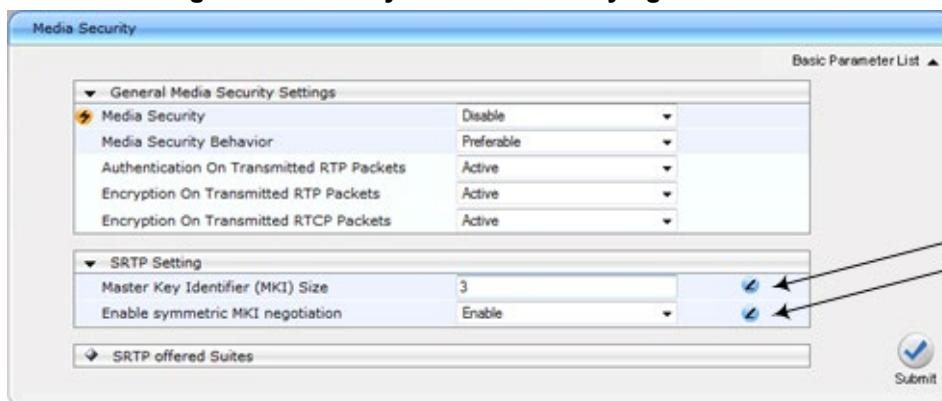 Media Security
Basic Parameter List
General Media Security Settings
Media Security Disable
Media Security Behavior Preferable
Authentication On Transmitted RTP Packets Active
Encryption On Transmitted RTP Packets Active
Encryption On Transmitted RTCP Packets Active
SRTP Setting
Master Key Identifier (MKI) Size 3
Enable symmetric MKI negotiation Enable
SRTP offered Suites
Submit